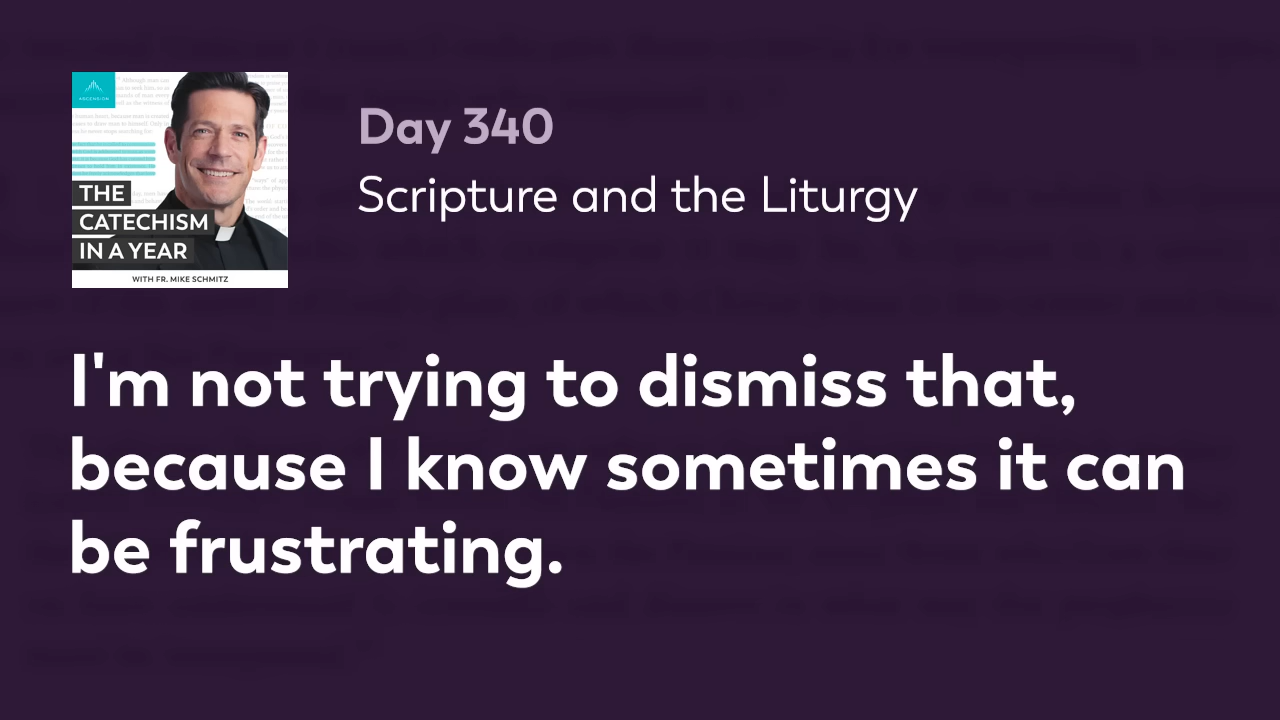 ASCENSION
THE
CATECHISM
IN A YEAR
WITH FR. MIKE SCHMITZ
Day 340
Scripture and the Liturgy
I'm not trying to dismiss that,
because I know sometimes it can
be frustrating.